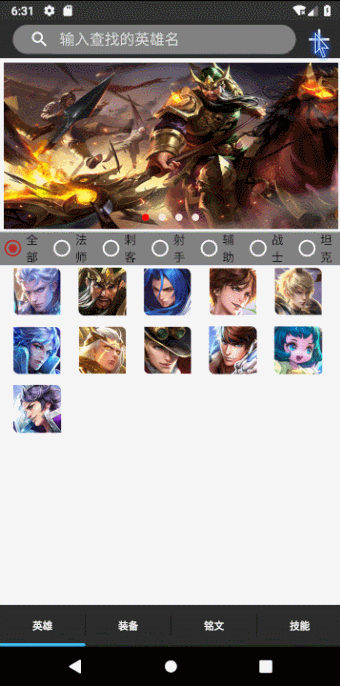 6:31
输入查找的英雄名
全部 法师 刺客 射手 辅助 战士 坦克
英雄 装备 铭文 技能